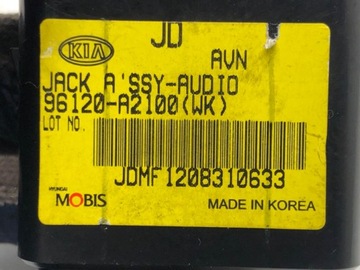 KIA
JD
AVN
JACK A'SSY-AUDIO
96120-A2100(WK)
LOT NO.
JDMF1208310633
HYUNDAI
MOBIS
MADE IN KOREA